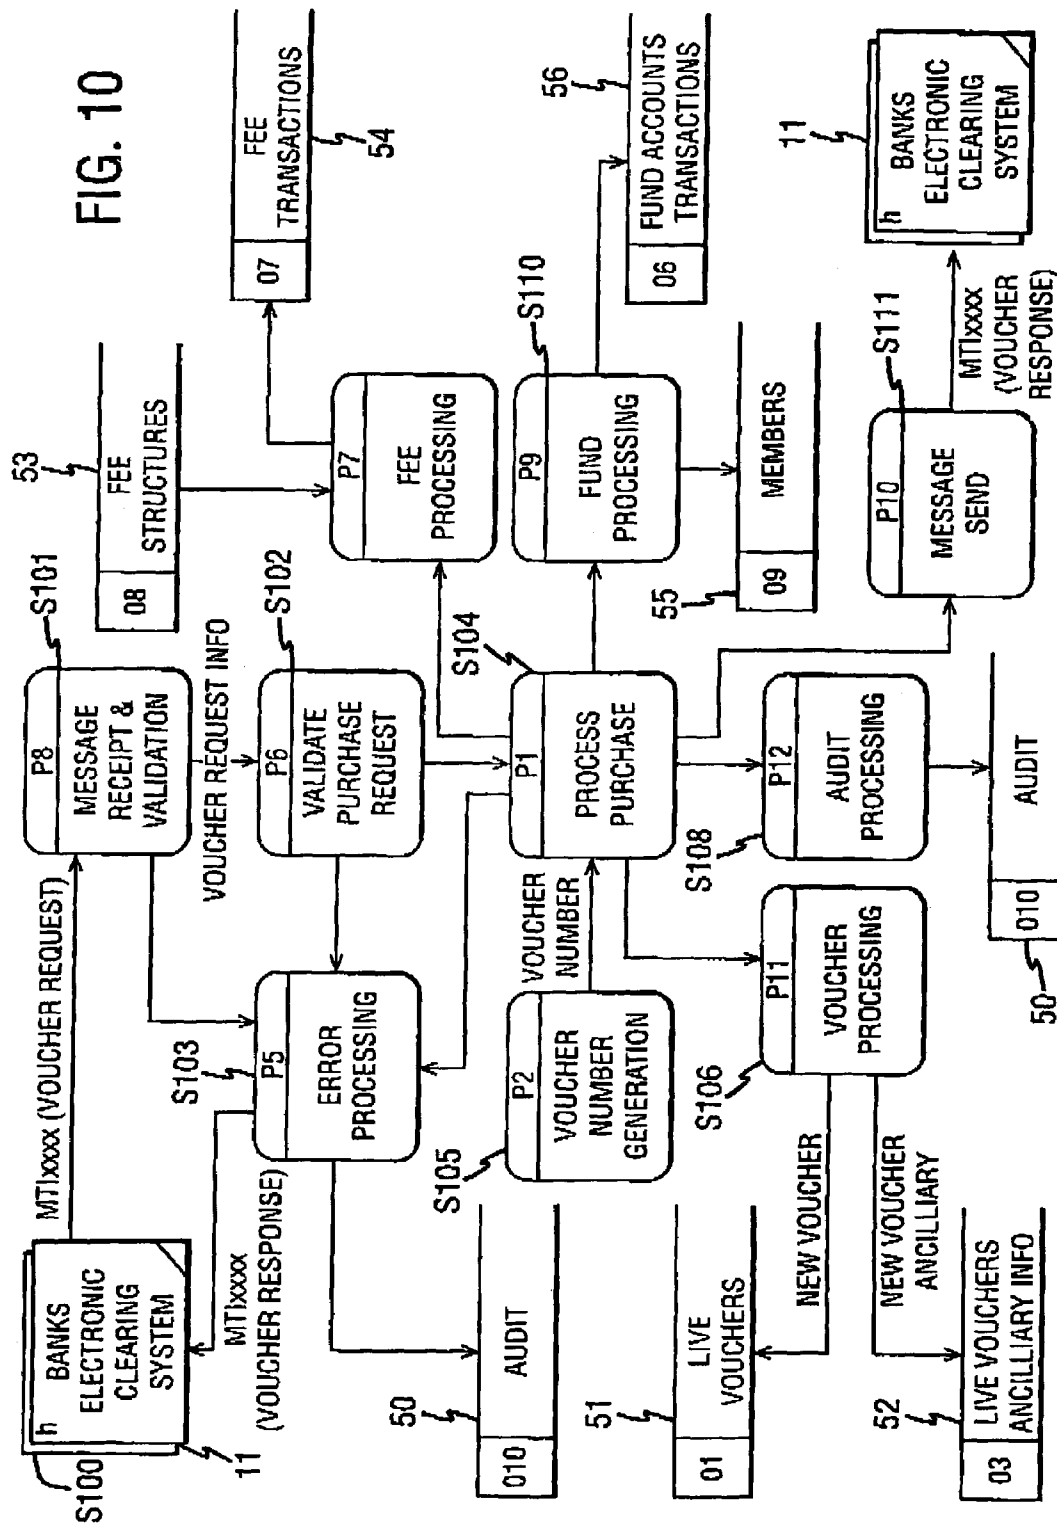 FIG. 10
S100
h
BANKS
ELECTRONIC
CLEARING
SYSTEM
11
MTIxxxx (VOUCHER REQUEST)
P8
MESSAGE
RECEIPT &
VALIDATION
S101
53
08
FEE
STRUCTURES
07
FEE
TRANSACTIONS
54
MTIxxxx
(VOUCHER RESPONSE)
S103
P5
ERROR
PROCESSING
VOUCHER REQUEST INFO
P6
VALIDATE
PURCHASE
REQUEST
S102
P7
FEE
PROCESSING
50
010
AUDIT
S105
P2
VOUCHER
NUMBER
GENERATION
VOUCHER
NUMBER
S104
P1
PROCESS
PURCHASE
P9
FUND
PROCESSING
S110
56
06
FUND ACCOUNTS
TRANSACTIONS
51
01
LIVE
VOUCHERS
NEW VOUCHER
S106
P11
VOUCHER
PROCESSING
S108
P12
AUDIT
PROCESSING
55
09
MEMBERS
52
03
LIVE VOUCHERS
ANCILLIARY INFO
NEW VOUCHER
ANCILLIARY
50
010
AUDIT
P10
MESSAGE
SEND
S111
MTIxxxx
(VOUCHER
RESPONSE)
11
h
BANKS
ELECTRONIC
CLEARING
SYSTEM